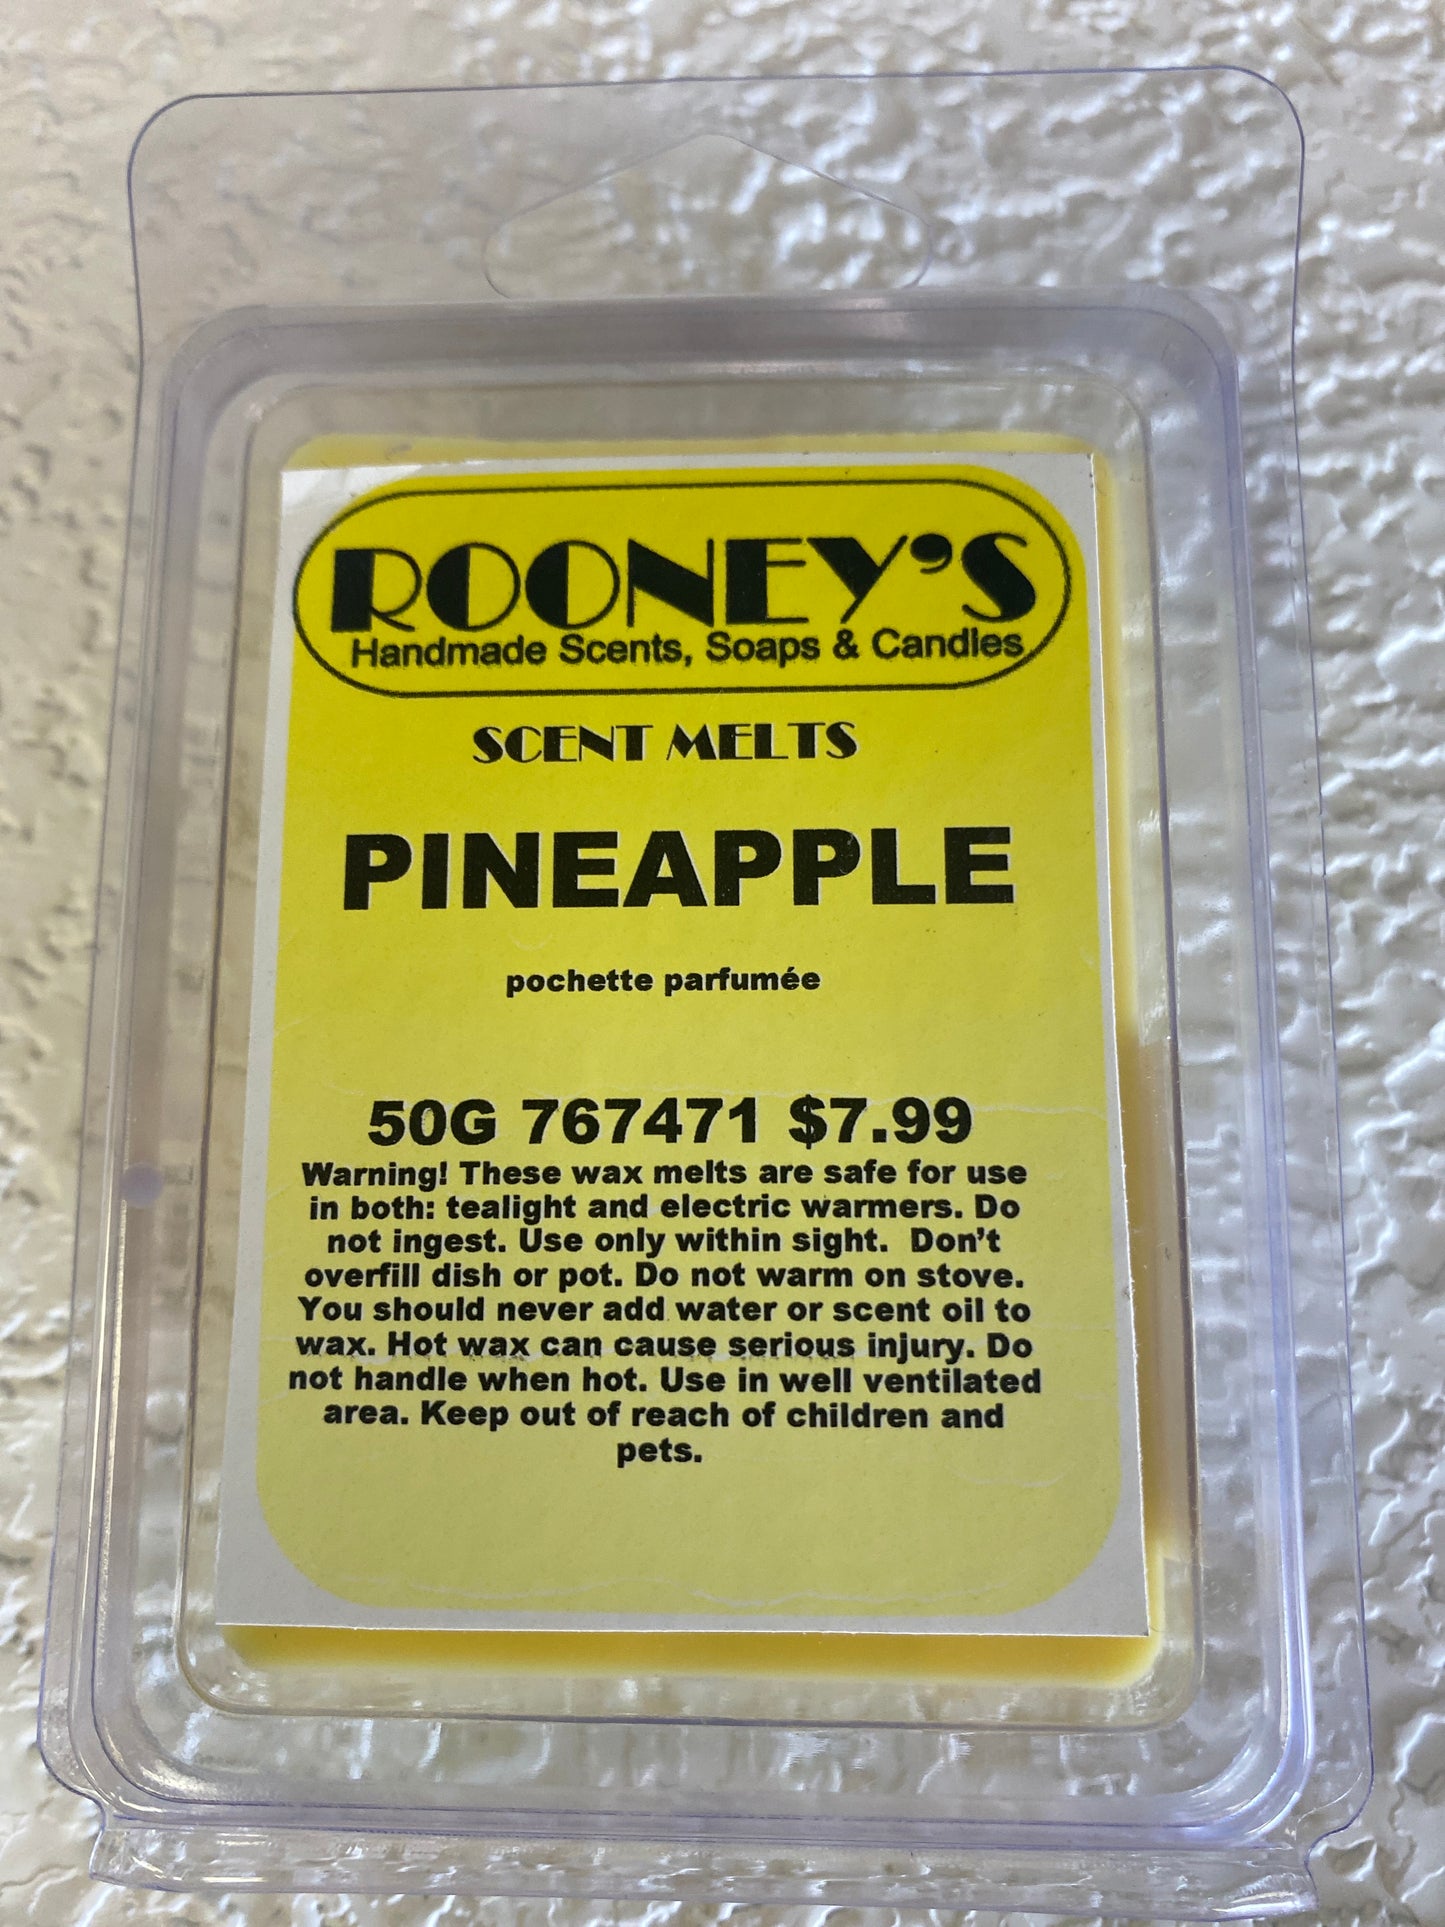 ROONEY'S
Handmade Scents, Soaps & Candles
SCENT MELTS
PINEAPPLE
pochette parfumée
50G 767471 $7.99
Warning! These wax melts are safe for use
in both: tealight and electric warmers. Do
not ingest. Use only within sight.  Don't
overfill dish or pot. Do not warm on stove.
You should never add water or scent oil to
wax. Hot wax can cause serious injury. Do
not handle when hot. Use in well ventilated
area. Keep out of reach of children and
pets.